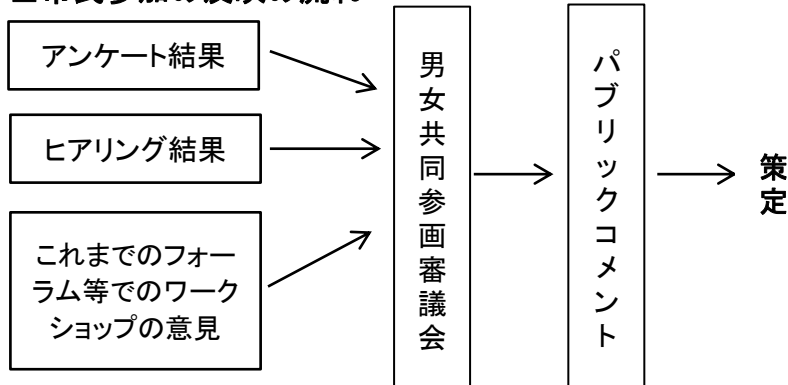 アンケート結果
ヒアリング結果
これまでのフォー
ラム等でのワーク
ショップの意見
男女共同参画審議会
パブリックコメント
策定